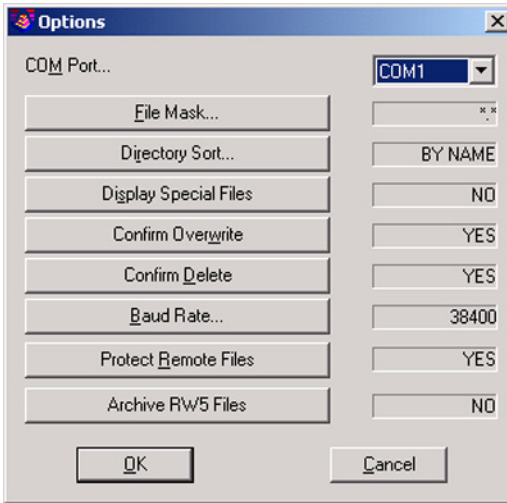 Options
COM Port... COM1
File Mask... *.*
Directory Sort... BY NAME
Display Special Files NO
Confirm Overwrite YES
Confirm Delete YES
Baud Rate... 38400
Protect Remote Files YES
Archive RW5 Files NO
OK Cancel